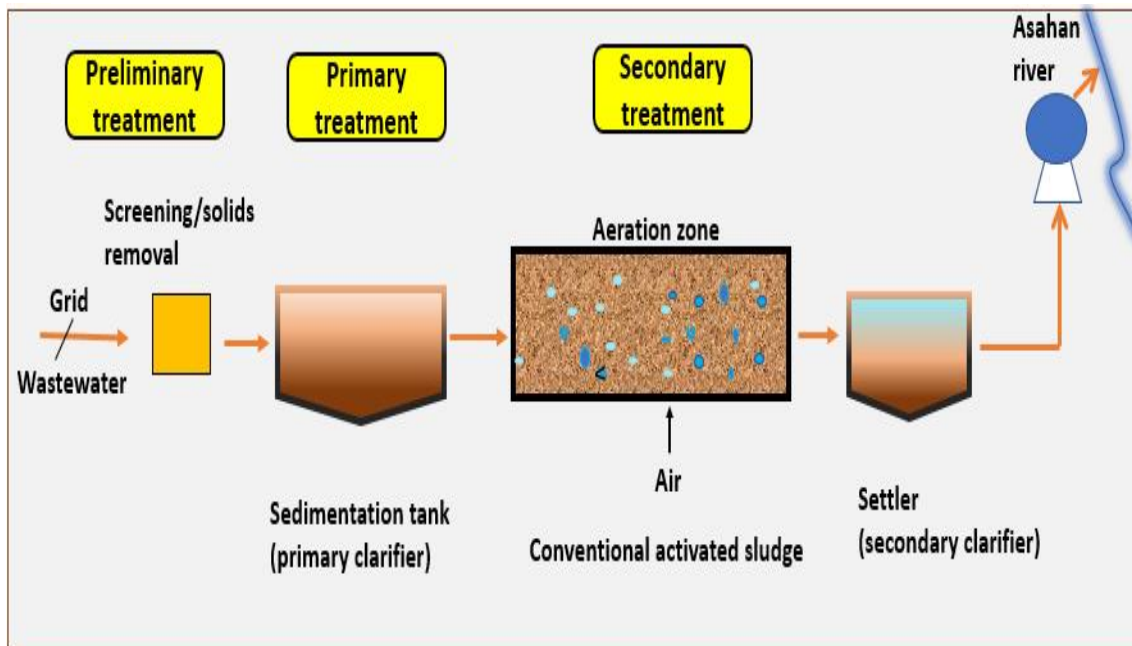 Preliminary
treatment
Primary
treatment
Secondary
treatment
Asahan
river
Screening/solids
removal
Aeration zone
Grid
Wastewater
Air
Sedimentation tank
(primary clarifier)
Conventional activated sludge
Settler
(secondary clarifier)